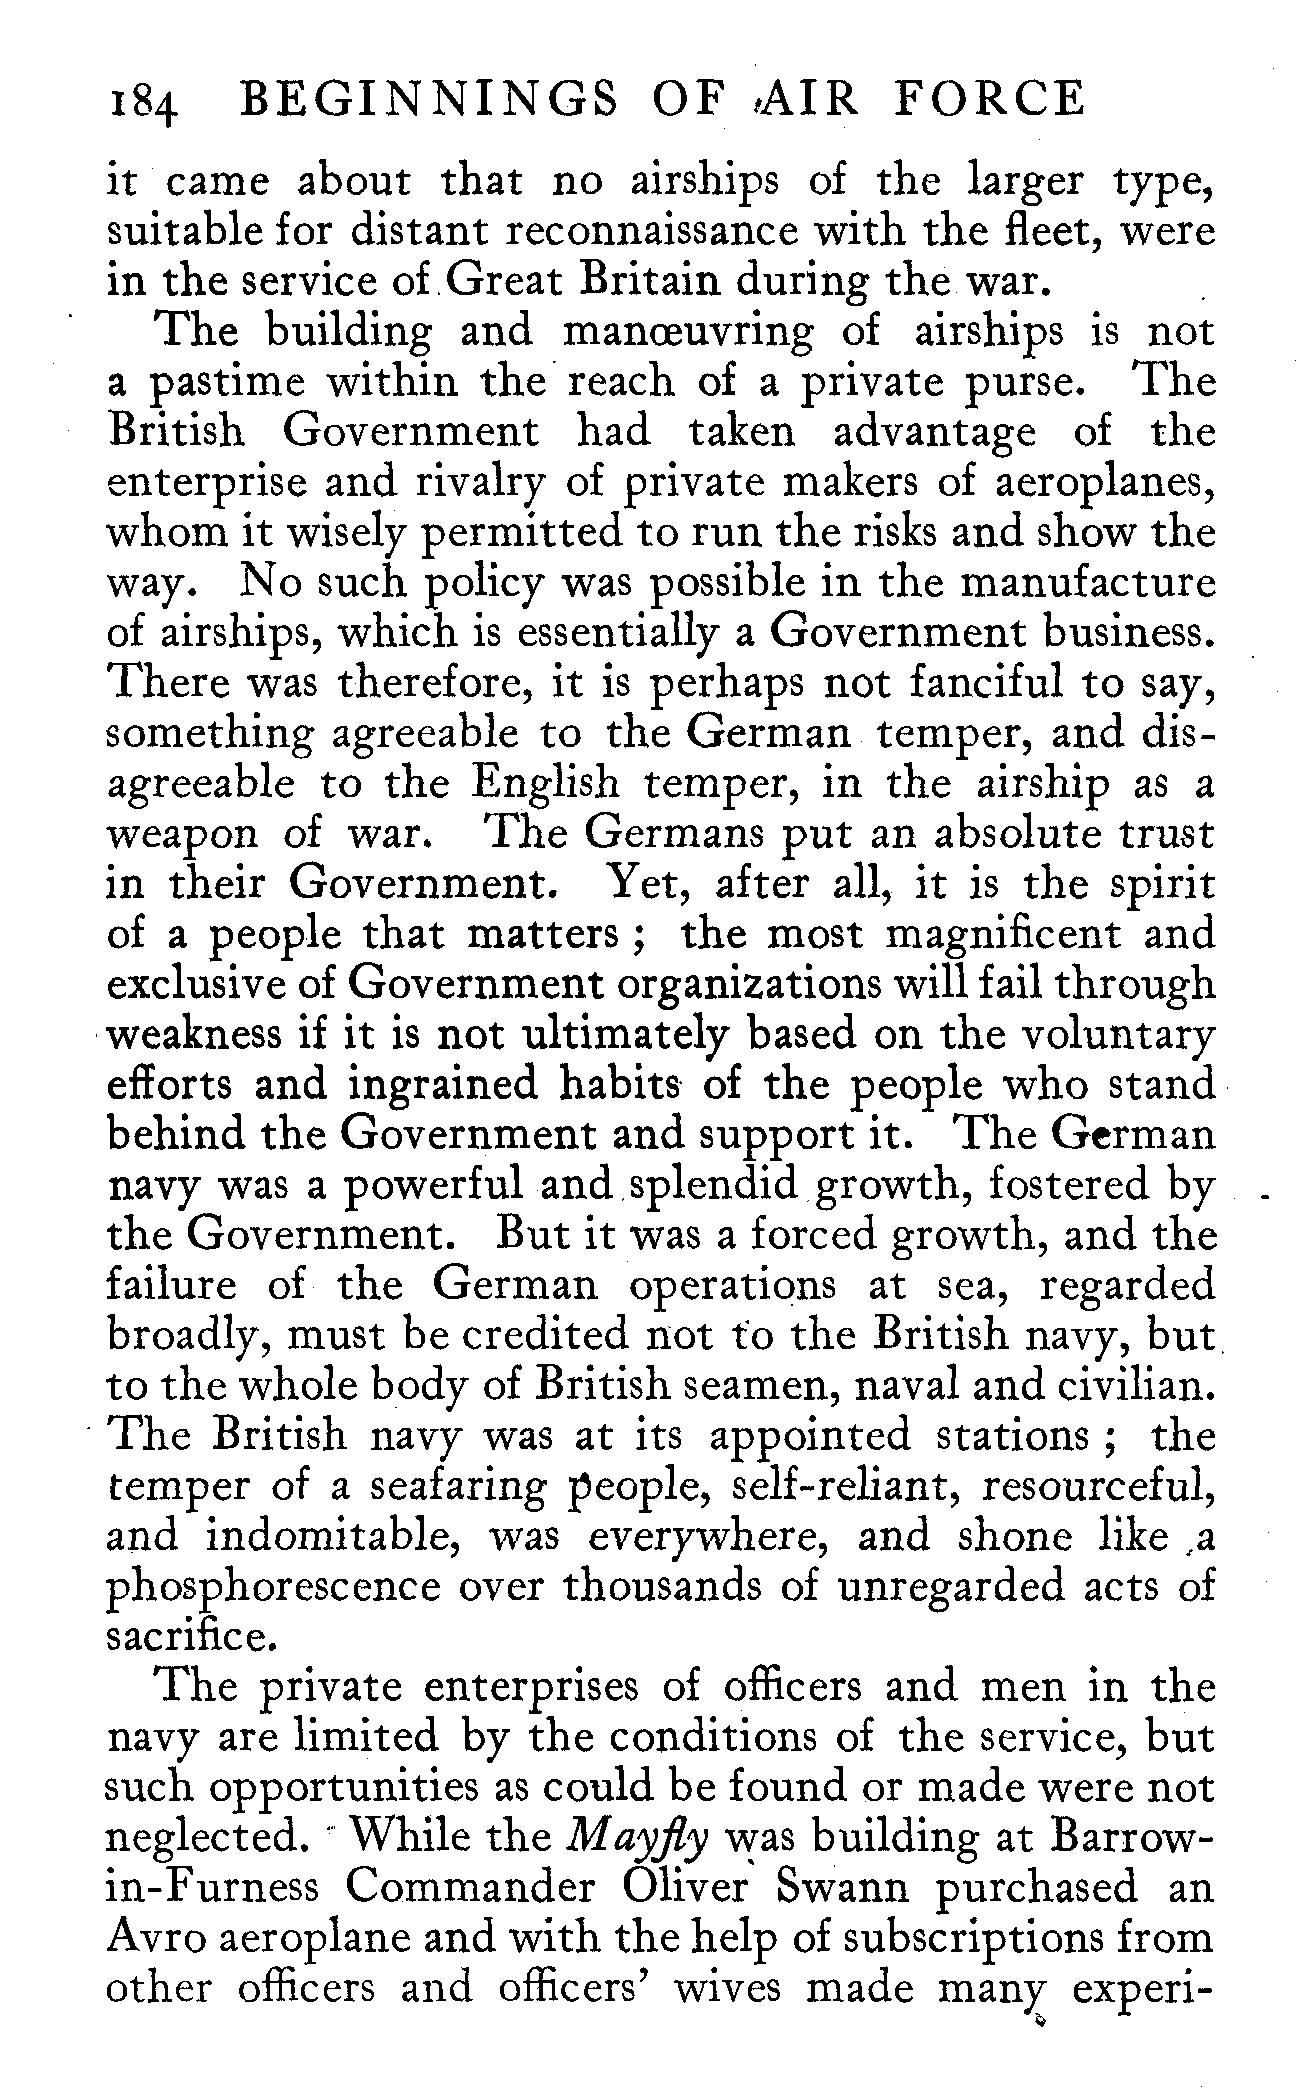 184 BEGINNINGS OF AIR FORCE
it came about that no airships of the larger type,
suitable for distant reconnaissance with the fleet, were
in the service of Great Britain during the war.
The building and manœuvring of airships is not
a pastime within the reach of a private purse. The
British Government had taken advantage of the
enterprise and rivalry of private makers of aeroplanes,
whom it wisely permitted to run the risks and show the
way. No such policy was possible in the manufacture
of airships, which is essentially a Government business.
There was therefore, it is perhaps not fanciful to say,
something agreeable to the German temper, and dis-
agreeable to the English temper, in the airship as a
weapon of war. The Germans put an absolute trust
in their Government. Yet, after all, it is the spirit
of a people that matters ; the most magnificent and
exclusive of Government organizations will fail through
weakness if it is not ultimately based on the voluntary
efforts and ingrained habits of the people who stand
behind the Government and support it. The German
navy was a powerful and splendid growth, fostered by
the Government. But it was a forced growth, and the
failure of the German operations at sea, regarded
broadly, must be credited not to the British navy, but
to the whole body of British seamen, naval and civilian.
The British navy was at its appointed stations ; the
temper of a seafaring people, self-reliant, resourceful,
and indomitable, was everywhere, and shone like a
phosphorescence over thousands of unregarded acts of
sacrifice.
The private enterprises of officers and men in the
navy are limited by the conditions of the service, but
such opportunities as could be found or made were not
neglected. While the Mayfly was building at Barrow-
in-Furness Commander Oliver Swann purchased an
Avro aeroplane and with the help of subscriptions from
other officers and officers' wives made many experi-